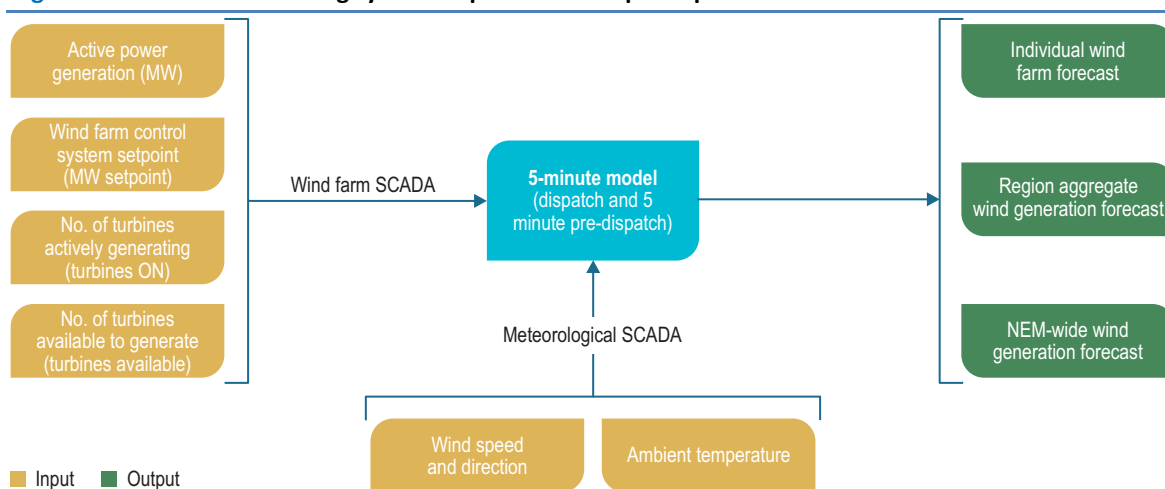 Active power
generation (MW)
Wind farm control
system setpoint
(MW setpoint)
No. of turbines
actively generating
(turbines ON)
No. of turbines
available to generate
(turbines available)
Wind farm SCADA
5-minute model
(dispatch and 5
minute pre-dispatch)
Meteorological SCADA
Wind speed
and direction
Ambient temperature
Individual wind
farm forecast
Region aggregate
wind generation forecast
NEM-wide wind
generation forecast
Input
Output